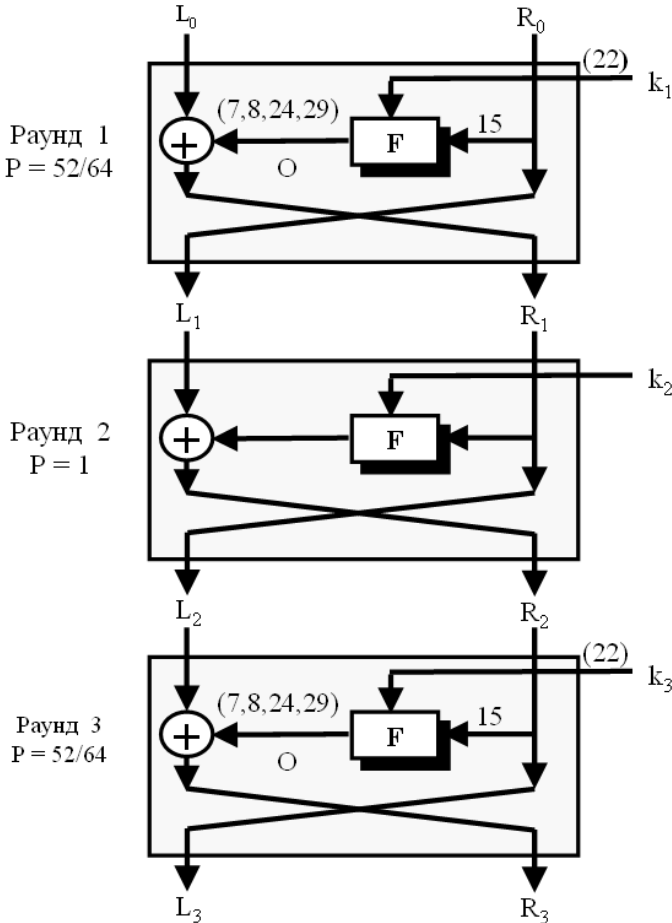 L0 R0
(22)
k1
(7,8,24,29)
15
Раунд 1
+
F
P = 52/64
O
L1 R1
k2
Раунд 2
+
F
P = 1
L2 R2
(22)
k3
(7,8,24,29)
15
Раунд 3
+
F
P = 52/64
O
L3 R3